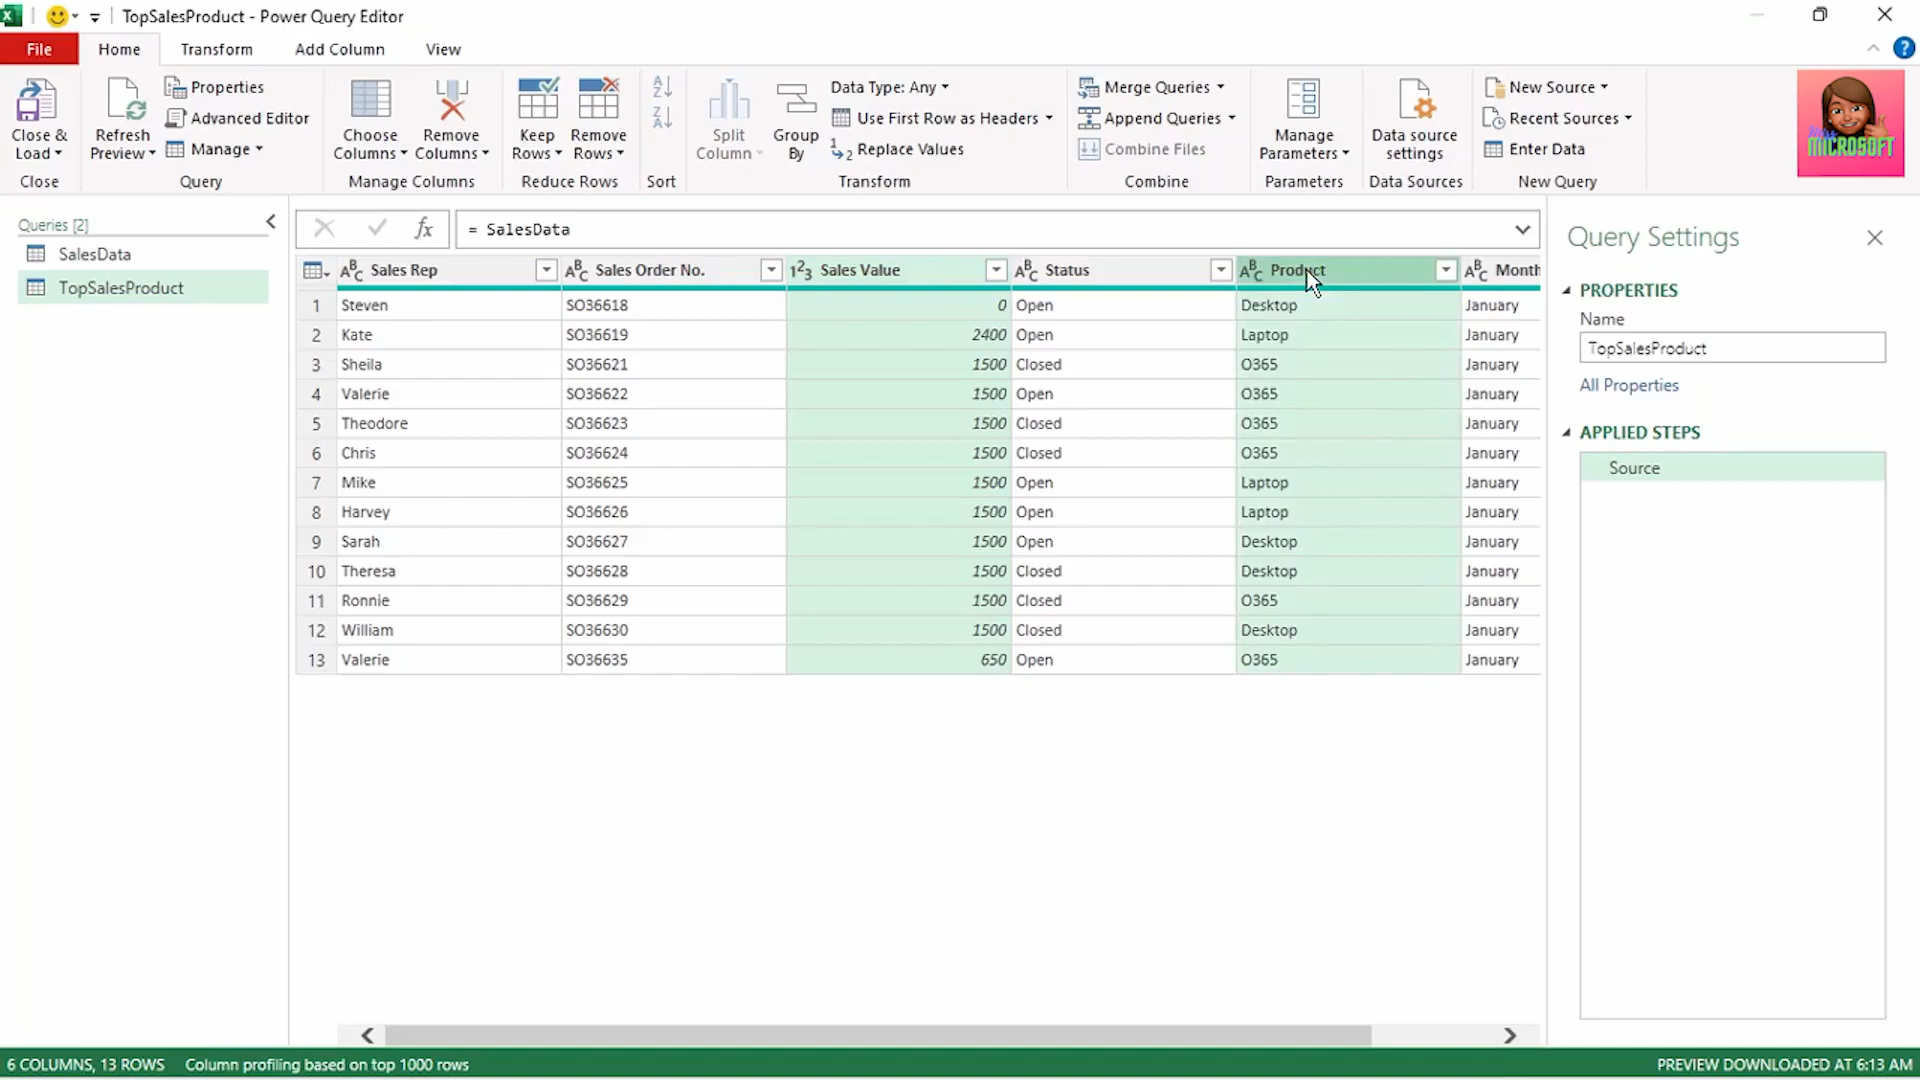 TopSalesProduct - Power Query Editor
File Home Transform Add Column View
Close & Load
Close
Refresh Preview
Properties
Advanced Editor
Manage
Query
Choose Columns
Remove Columns
Manage Columns
Keep Rows
Remove Rows
Reduce Rows
Sort
Split Column
Group By
Data Type: Any
Use First Row as Headers
Replace Values
Transform
Merge Queries
Append Queries
Combine Files
Combine
Manage Parameters
Parameters
Data source settings
Data Sources
New Source
Recent Sources
Enter Data
New Query
MICROSOFT
Queries [2]
SalesData
TopSalesProduct
fx = SalesData
Sales Rep Sales Order No. Sales Value Status Product Month
1 Steven SO36618 0 Open Desktop January
2 Kate SO36619 2400 Open Laptop January
3 Sheila SO36621 1500 Closed O365 January
4 Valerie SO36622 1500 Open O365 January
5 Theodore SO36623 1500 Closed O365 January
6 Chris SO36624 1500 Closed O365 January
7 Mike SO36625 1500 Open Laptop January
8 Harvey SO36626 1500 Open Laptop January
9 Sarah SO36627 1500 Open Desktop January
10 Theresa SO36628 1500 Closed Desktop January
11 Ronnie SO36629 1500 Closed O365 January
12 William SO36630 1500 Closed Desktop January
13 Valerie SO36635 650 Open O365 January
Query Settings
PROPERTIES
Name
TopSalesProduct
All Properties
APPLIED STEPS
Source
6 COLUMNS, 13 ROWS Column profiling based on top 1000 rows
PREVIEW DOWNLOADED AT 6:13 AM